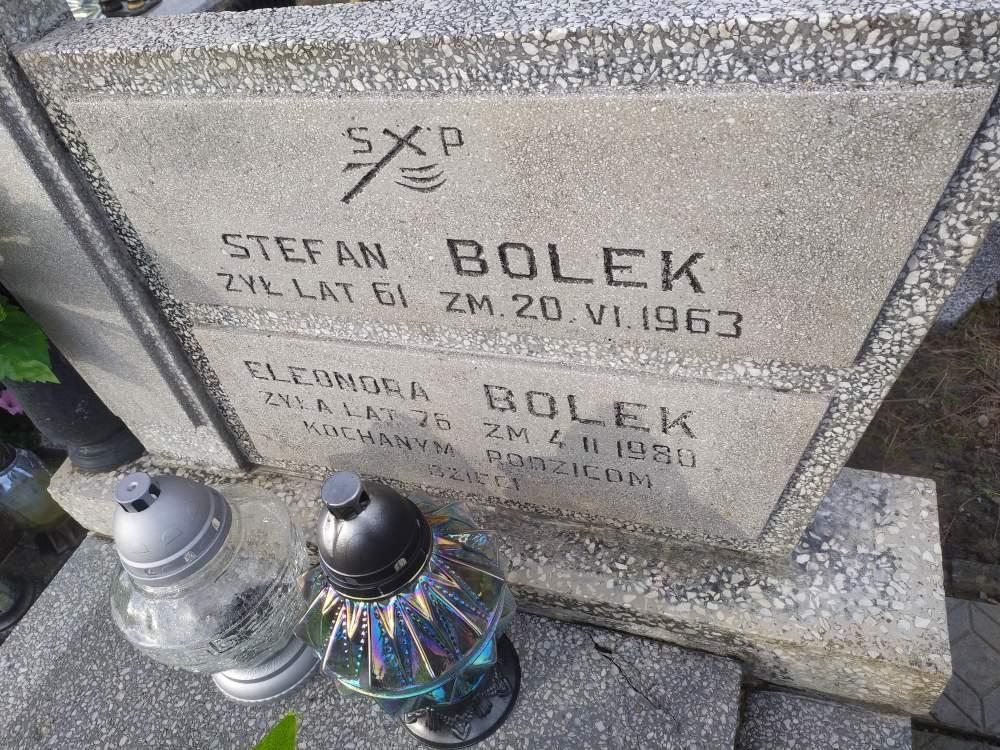 S P
STEFAN BOLEK
ŻYŁ LAT 61 ZM. 20. VI. 1963
ELEONORA BOLEK
ŻYŁA LAT 76 ZM 4 II 1980
KOCHANYM RODZICOM
DZIECI